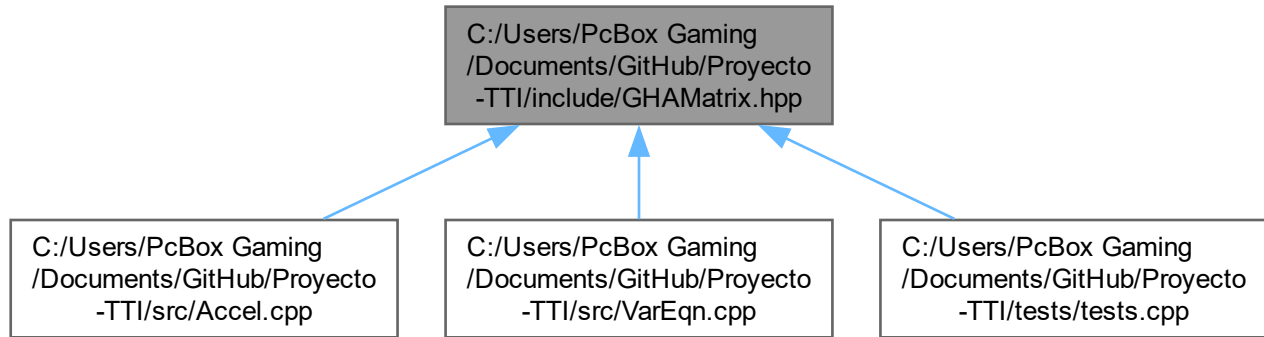 C:/Users/PcBox Gaming
/Documents/GitHub/Proyecto
-TTI/include/GHAMatrix.hpp
C:/Users/PcBox Gaming
/Documents/GitHub/Proyecto
-TTI/src/Accel.cpp
C:/Users/PcBox Gaming
/Documents/GitHub/Proyecto
-TTI/src/VarEqn.cpp
C:/Users/PcBox Gaming
/Documents/GitHub/Proyecto
-TTI/tests/tests.cpp